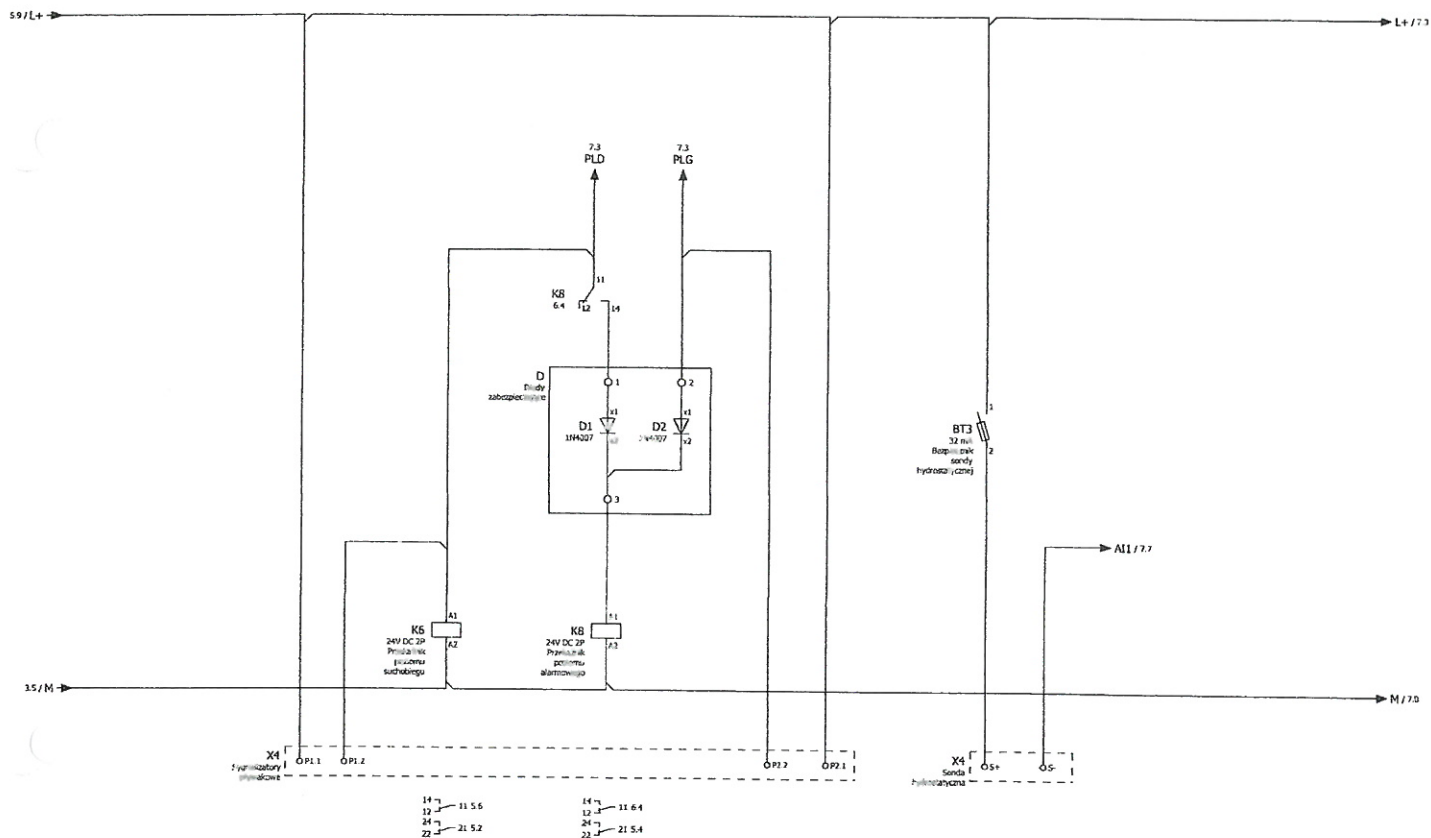 5.9 / L+
L+ / 7.3
7.3
PLD
7.3
PLG
K8
6.4
12
14
D
zabezpieczające
1
2
D1
1N4007
x1
D2
x1
x2
3
BT3
32 mA
sondy
hydrostatycznej
1
2
AI1 / 7.7
K6
24V DC 2P
suchobiegu
A1
A2
K8
24V DC 2P
alarmowego
A2
3.5 / M
M / 7.0
X4
P1.1
P1.2
P2.2
P2.1
X4
Sonda
S+
S-
14
12
11 5.6
24
22
21 5.2
14
12
11 6.4
24
22
21 5.4